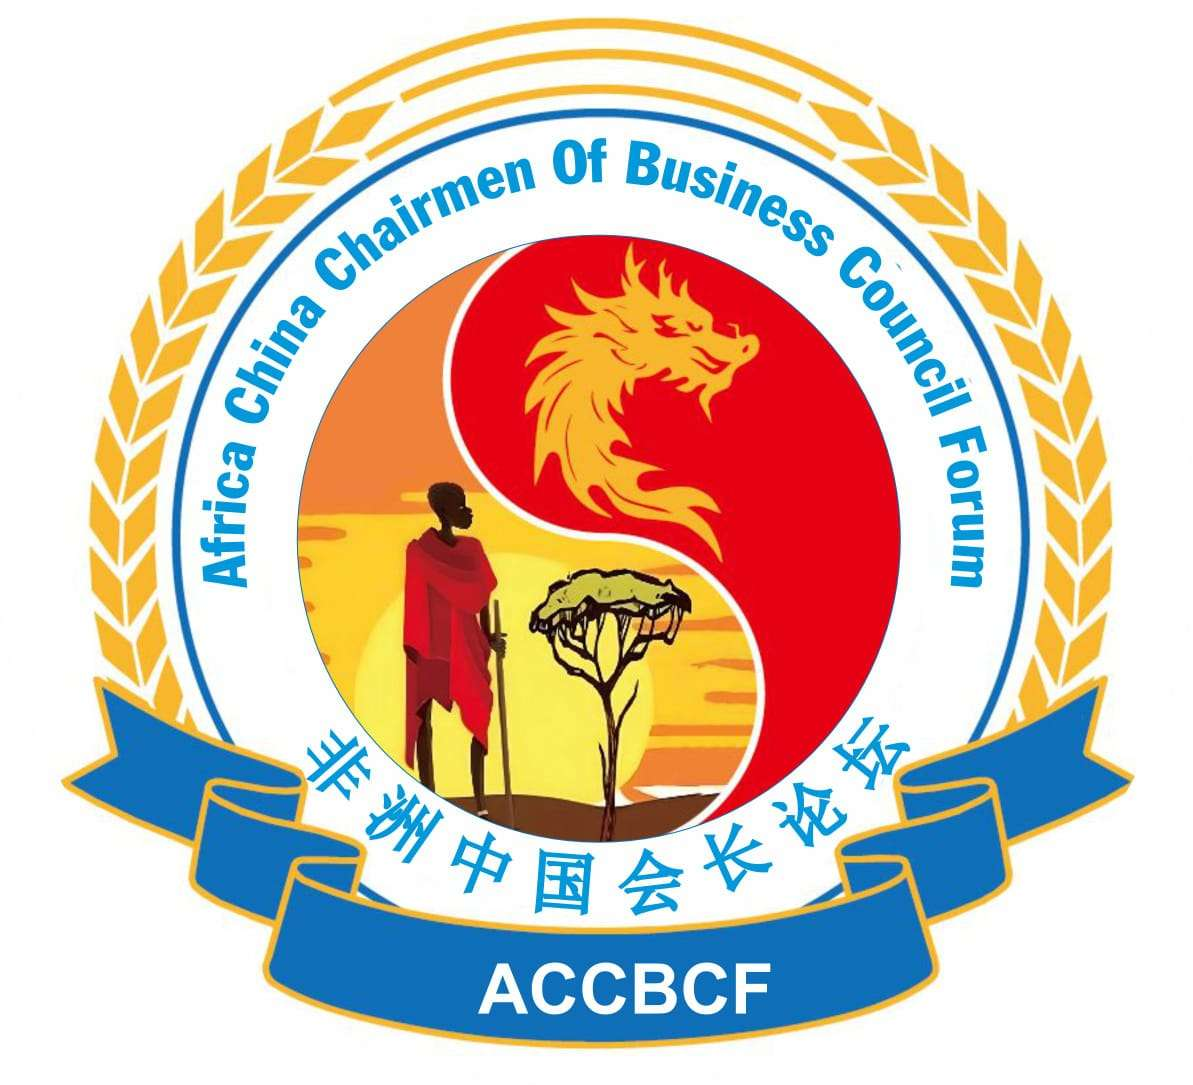 Africa China Chairmen Of Business Council Forum
非洲中国会长论坛
ACCBCF